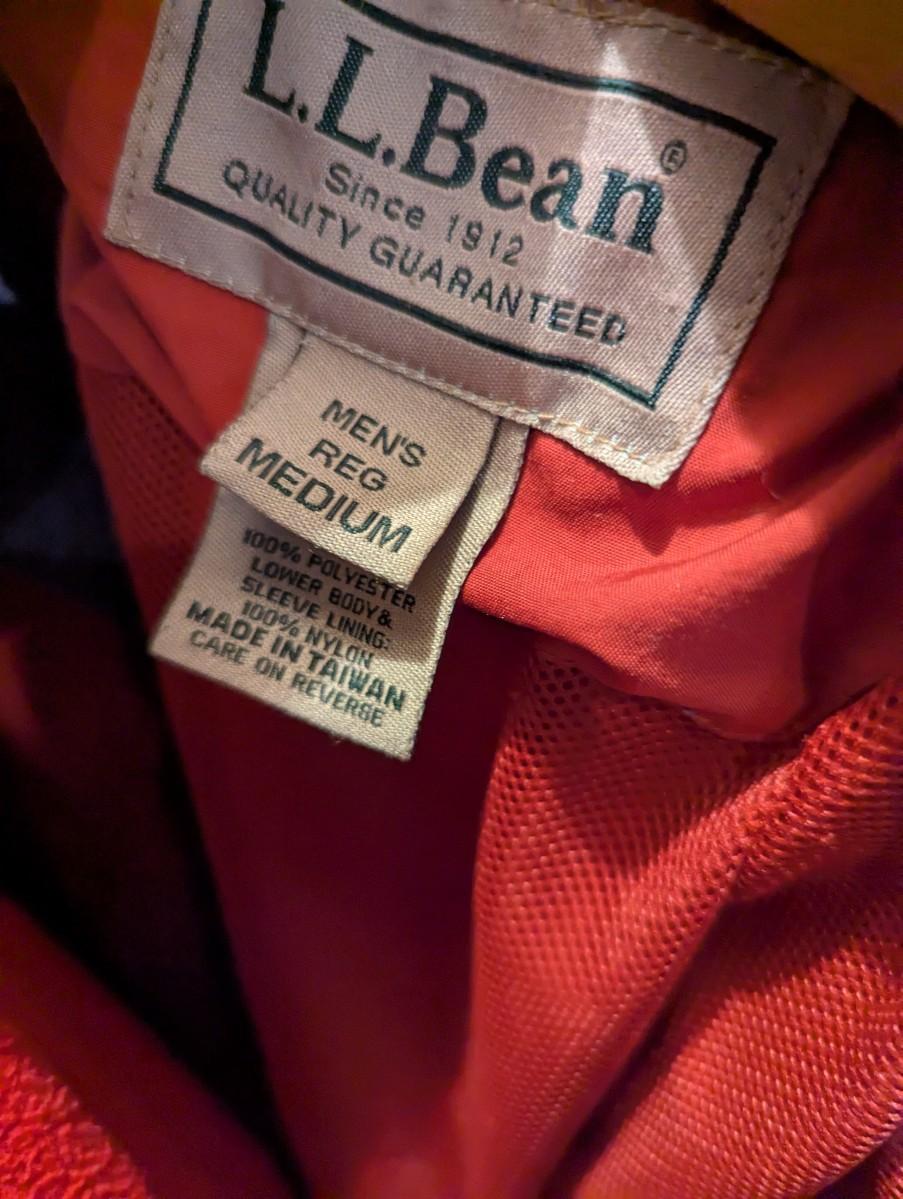 L.L.Bean®
Since 1912
QUALITY GUARANTEED
MEN'S
REG
MEDIUM
100% POLYESTER
LOWER BODY &
SLEEVE LINING:
100% NYLON
MADE IN TAIWAN
CARE ON REVERSE